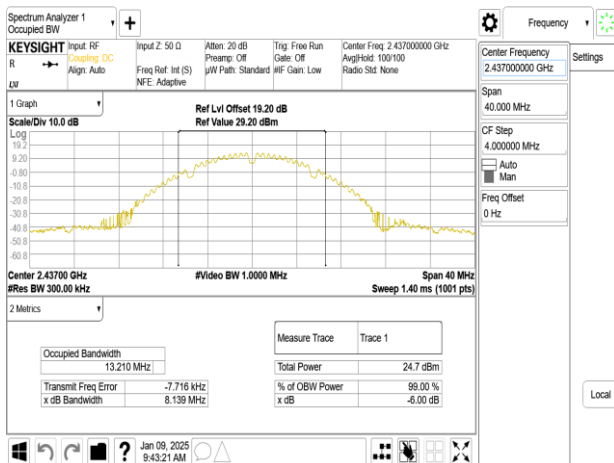 Spectrum Analyzer 1
Occupied BW
Frequency
KEYSIGHT
R
LXI
Input: RF
Coupling: DC
Align: Auto
Input Z: 50 Ω
Freq Ref: Int (S)
NFE: Adaptive
Atten: 20 dB
Preamp: Off
µW Path: Standard
Trig: Free Run
Gate: Off
#IF Gain: Low
Center Freq: 2.437000000 GHz
Avg|Hold: 100/100
Radio Std: None
Center Frequency
2.437000000 GHz
Settings
Span
40.000 MHz
CF Step
4.000000 MHz
Auto
Man
Freq Offset
0 Hz
Local
1 Graph
Scale/Div 10.0 dB
Ref Lvl Offset 19.20 dB
Ref Value 29.20 dBm
Log
19.2
9.20
-0.80
-10.8
-20.8
-30.8
-40.8
-50.8
-60.8
Center 2.43700 GHz
#Video BW 1.0000 MHz
Span 40 MHz
#Res BW 300.00 kHz
Sweep 1.40 ms (1001 pts)
2 Metrics
Measure Trace
Trace 1
Occupied Bandwidth
13.210 MHz
Total Power
24.7 dBm
Transmit Freq Error
-7.716 kHz
% of OBW Power
99.00 %
x dB Bandwidth
8.139 MHz
x dB
-6.00 dB
?
Jan 09, 2025
9:43:21 AM